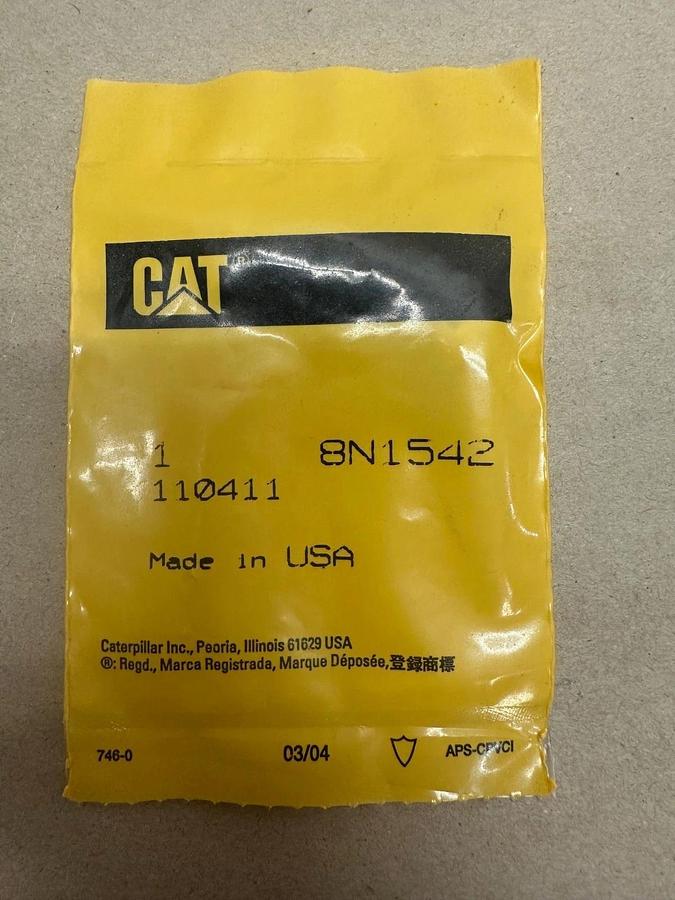 CAT®
1 8N1542
110411
Made in USA
Caterpillar Inc., Peoria, Illinois 61629 USA
®: Regd., Marca Registrada, Marque Déposée,登録商標
746-0 03/04 APS-CPVCI